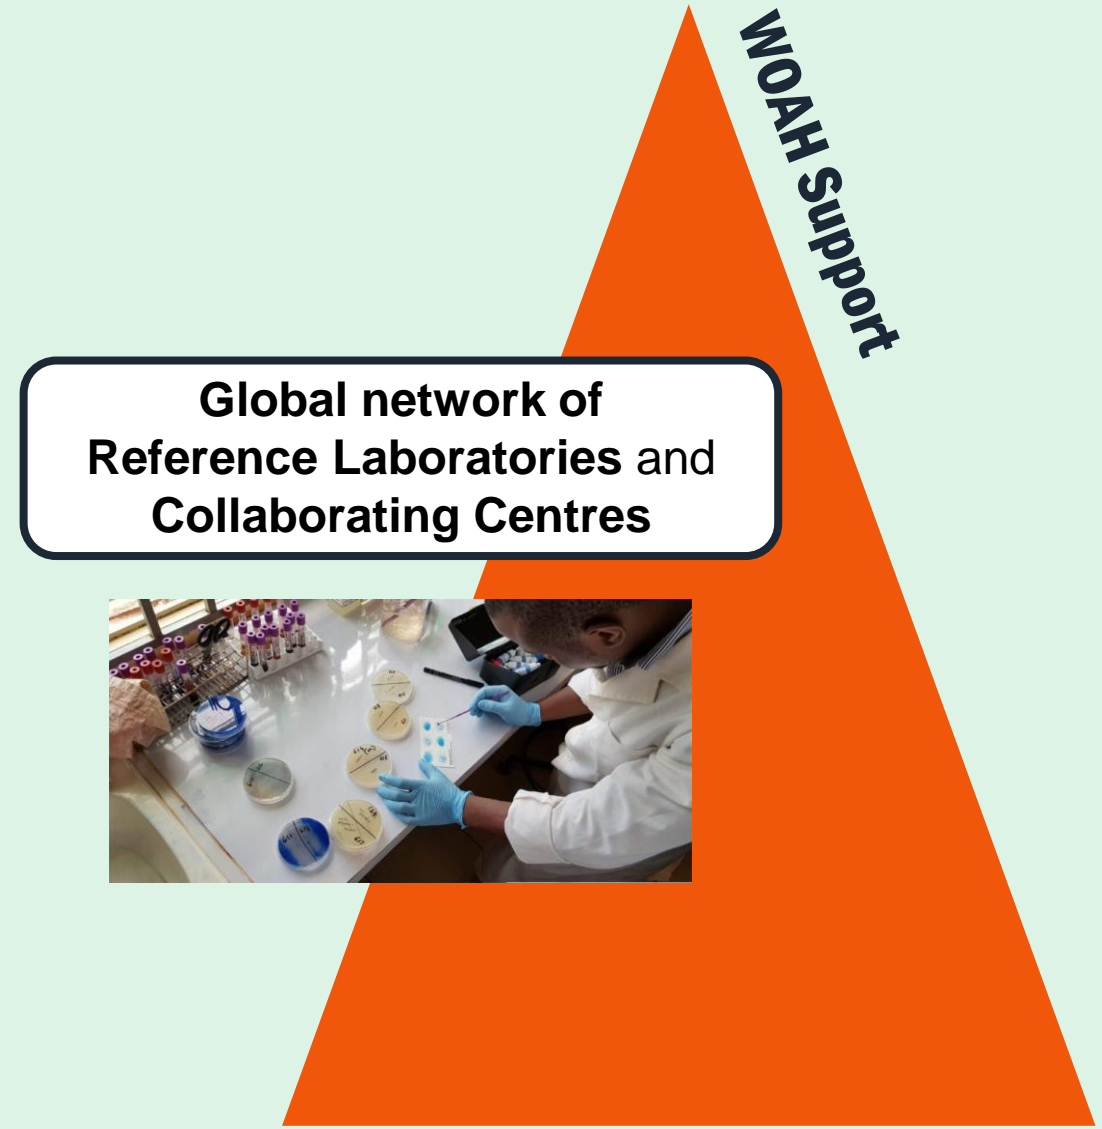 WOAH Support
Global network of
Reference Laboratories and
Collaborating Centres